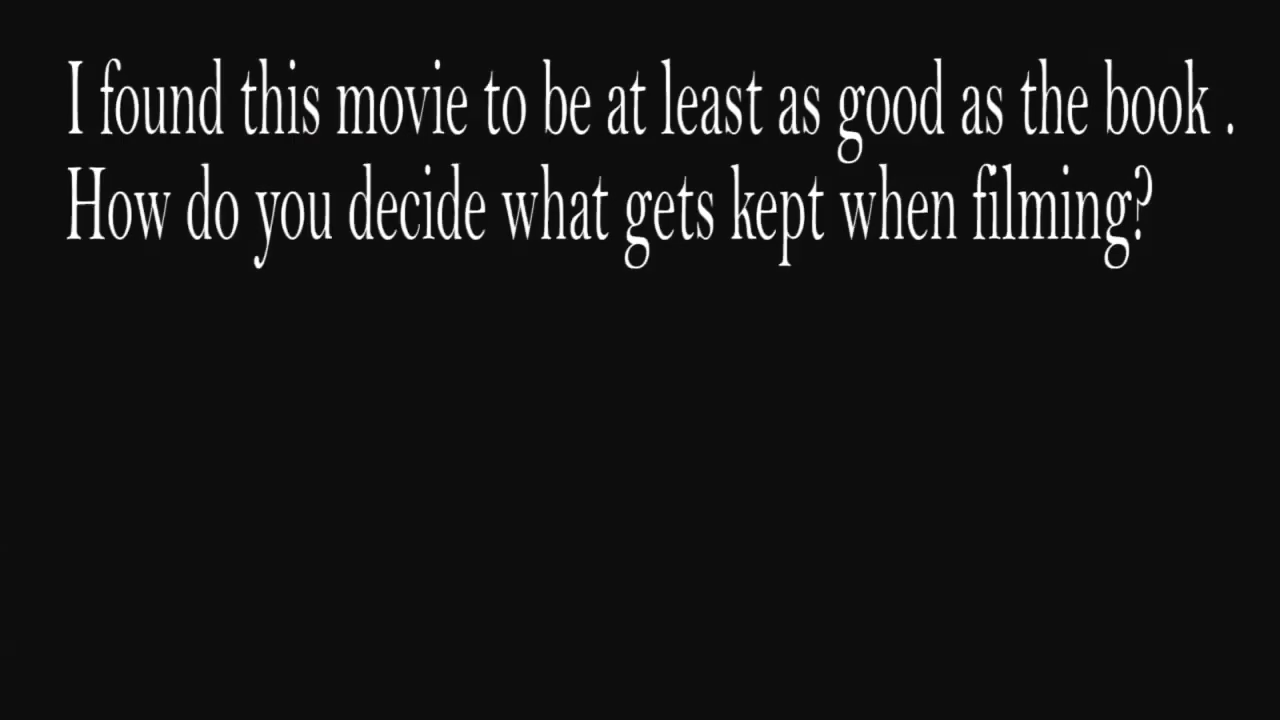 I found this movie to be at least as good as the book .
How do you decide what gets kept when filming?